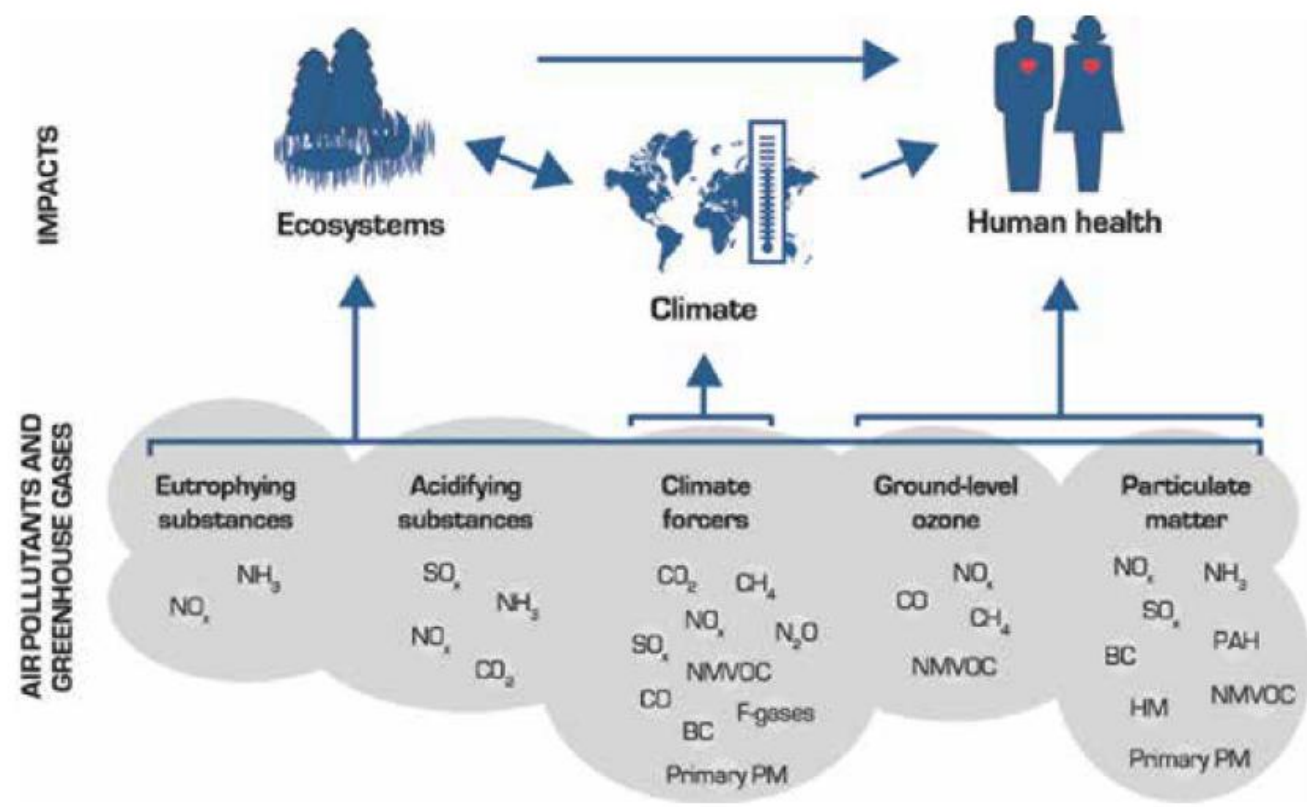 IMPACTS
Ecosystems
Climate
Human health
AIR POLLUTANTS AND
GREENHOUSE GASES
Eutrophying
substances
NH₃
NOₓ
Acidifying
substances
SOₓ
NH₃
NOₓ
CO₂
Climate
forcers
CO₂
CH₄
NOₓ
N₂O
SOₓ
NMVOC
CO
F-gases
BC
Primary PM
Ground-level
ozone
NOₓ
CO
CH₄
NMVOC
Particulate
matter
NOₓ
NH₃
SOₓ
PAH
BC
NMVOC
HM
Primary PM